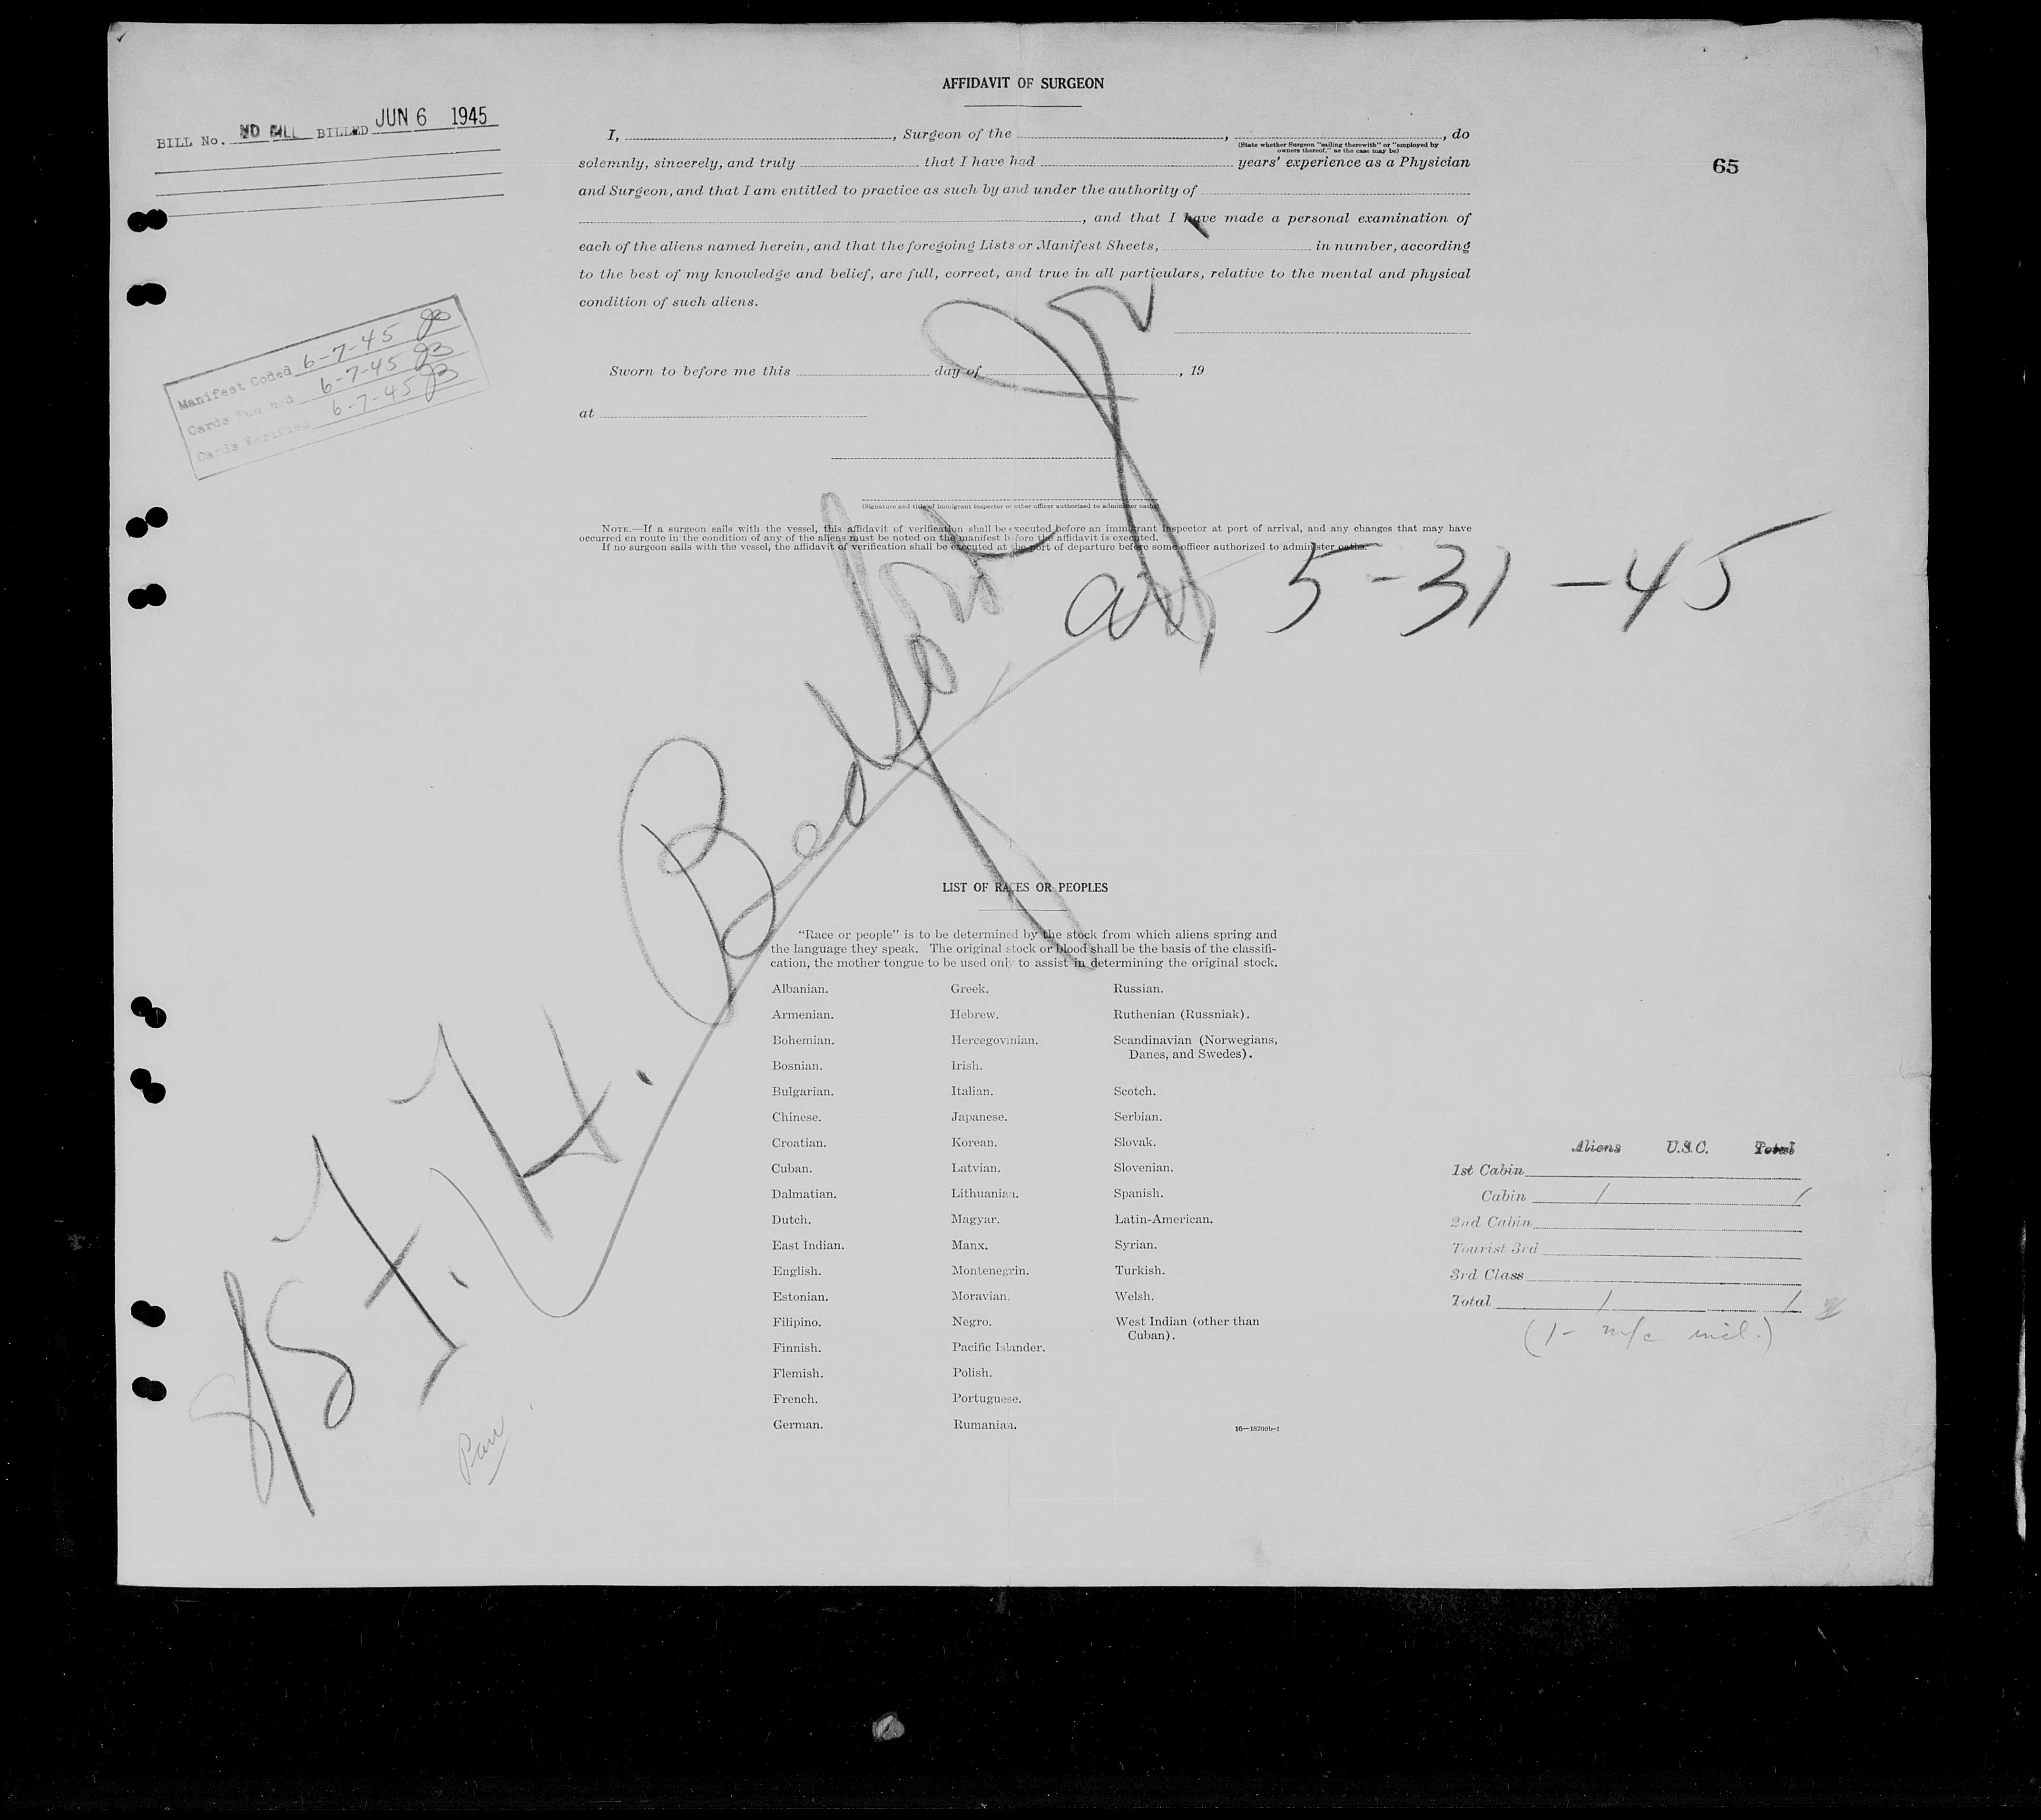 AFFIDAVIT OF SURGEON
BILL No. NO BILL BILLED JUN 6 1945
65
I, , Surgeon of the , , do
(State whether Surgeon "sailing therewith" or "employed by
owners thereof," as the case may be)
solemnly, sincerely, and truly that I have had years' experience as a Physician
and Surgeon, and that I am entitled to practice as such by and under the authority of
, and that I have made a personal examination of
each of the aliens named herein, and that the foregoing Lists or Manifest Sheets, in number, according
to the best of my knowledge and belief, are full, correct, and true in all particulars, relative to the mental and physical
condition of such aliens.
Manifest Coded 6-7-45
Cards Punched 6-7-45
Cards Verified 6-7-45
Sworn to before me this day of , 19
at
(Signature and title of immigrant inspector or other officer authorized to administer oaths)
NOTE.—If a surgeon sails with the vessel, this affidavit of verification shall be executed before an immigrant inspector at port of arrival, and any changes that may have
occurred en route in the condition of any of the aliens must be noted on the manifest before the affidavit is executed.
If no surgeon sails with the vessel, the affidavit of verification shall be executed at the port of departure before some officer authorized to administer oaths.
S/S F. H. Bedford Jr
arr, 5-31-45
LIST OF RACES OR PEOPLES
"Race or people" is to be determined by the stock from which aliens spring and
the language they speak. The original stock or blood shall be the basis of the classifi-
cation, the mother tongue to be used only to assist in determining the original stock.
Albanian. Greek. Russian.
Armenian. Hebrew. Ruthenian (Russniak).
Bohemian. Hercegovinian. Scandinavian (Norwegians,
Danes, and Swedes).
Bosnian. Irish.
Bulgarian. Italian. Scotch.
Chinese. Japanese. Serbian.
Croatian. Korean. Slovak.
Cuban. Latvian. Slovenian.
Dalmatian. Lithuanian. Spanish.
Dutch. Magyar. Latin-American.
East Indian. Manx. Syrian.
English. Montenegrin. Turkish.
Estonian. Moravian. Welsh.
Filipino. Negro. West Indian (other than
Cuban).
Finnish. Pacific Islander.
Flemish. Polish.
French. Portuguese.
German. Rumanian.
16—18709b-1
Aliens U.S.C. Total
1st Cabin
Cabin 1 1
2nd Cabin
Tourist 3rd
3rd Class
Total 1 1
(1- m/c incl.)